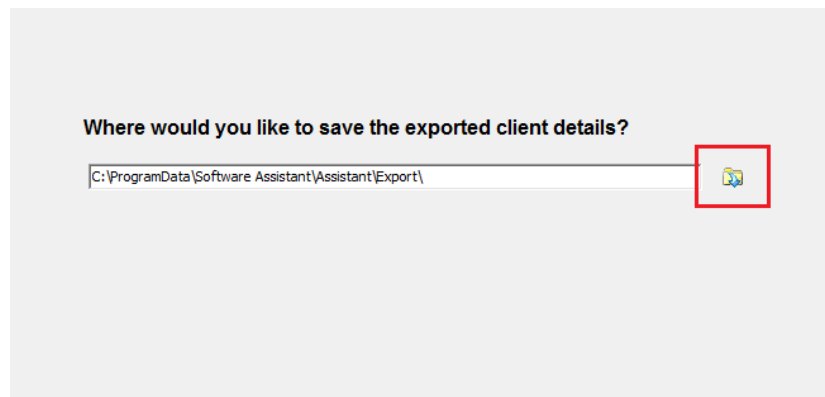 Where would you like to save the exported client details?
C:\ProgramData\Software Assistant\Assistant\Export\